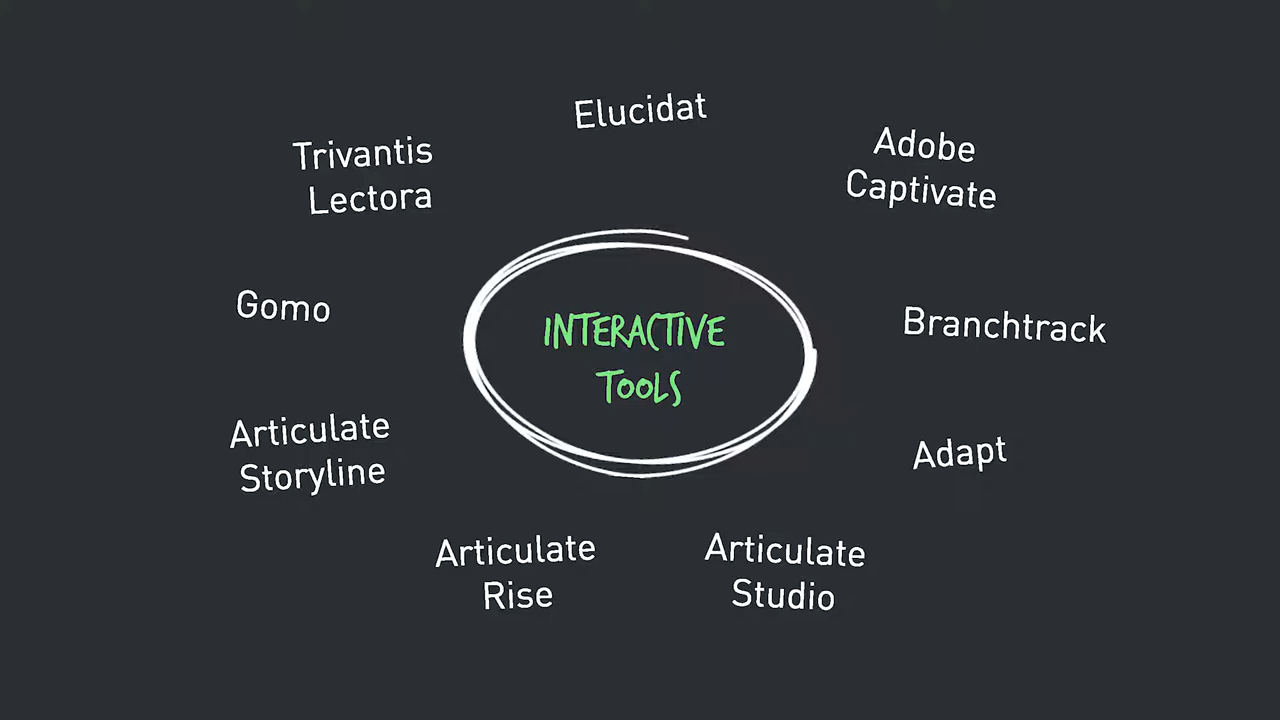 Elucidat
Trivantis
Lectora
Adobe
Captivate
Gomo
INTERACTIVE
TOOLS
Branchtrack
Articulate
Storyline
Adapt
Articulate
Rise
Articulate
Studio